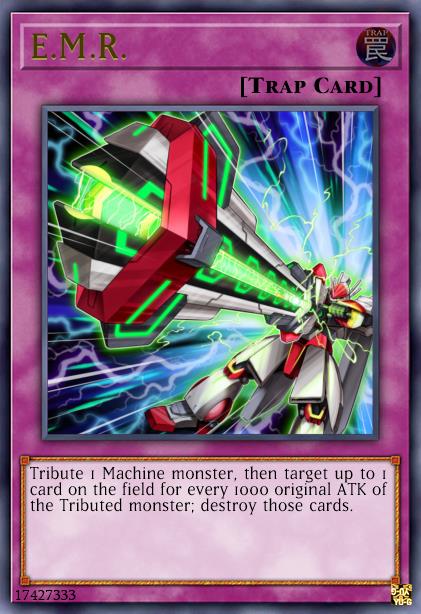 E.M.R.
TRAP
罠
[TRAP CARD]
Tribute 1 Machine monster, then target up to 1
card on the field for every 1000 original ATK of
the Tributed monster; destroy those cards.
17427333